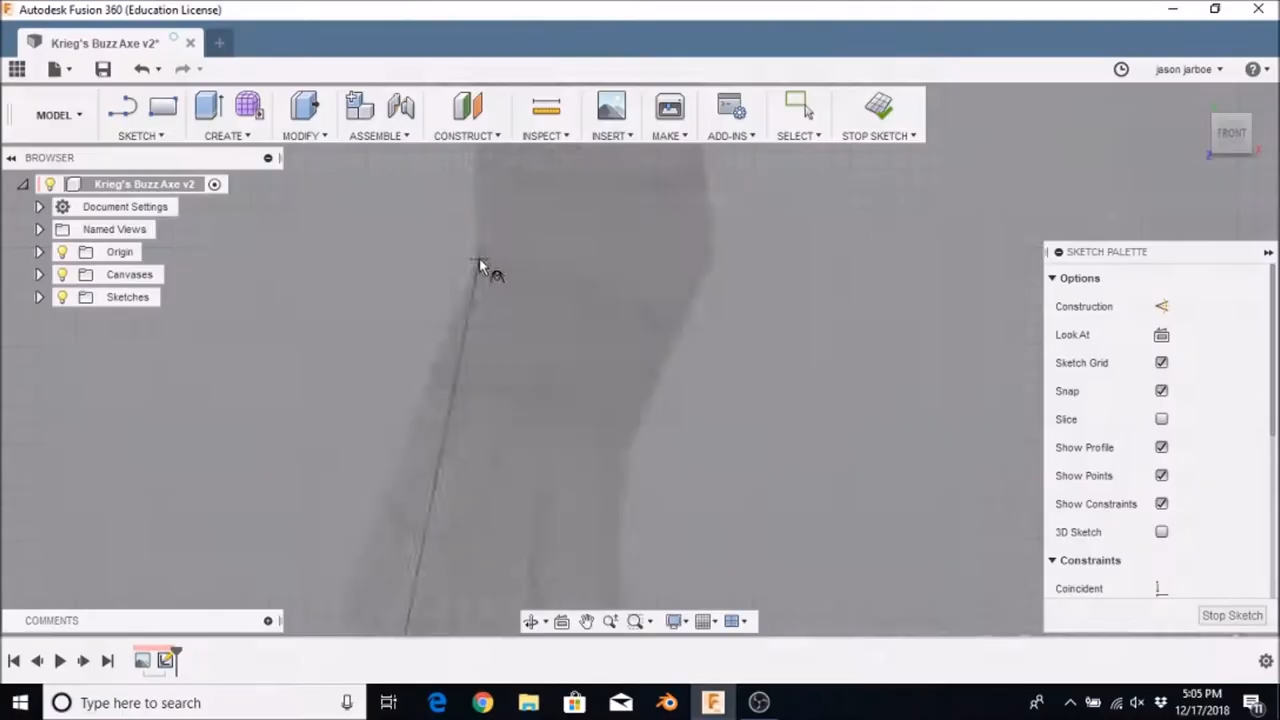 Autodesk Fusion 360 (Education License)
Krieg's Buzz Axe v2*
jason jarboe
MODEL
SKETCH
CREATE
MODIFY
ASSEMBLE
CONSTRUCT
INSPECT
INSERT
MAKE
ADD-INS
SELECT
STOP SKETCH
FRONT
BROWSER
Krieg's Buzz Axe v2
Document Settings
Named Views
Origin
Canvases
Sketches
SKETCH PALETTE
Options
Construction
Look At
Sketch Grid
Snap
Slice
Show Profile
Show Points
Show Constraints
3D Sketch
Constraints
Coincident
Stop Sketch
COMMENTS
Type here to search
5:05 PM
12/17/2018